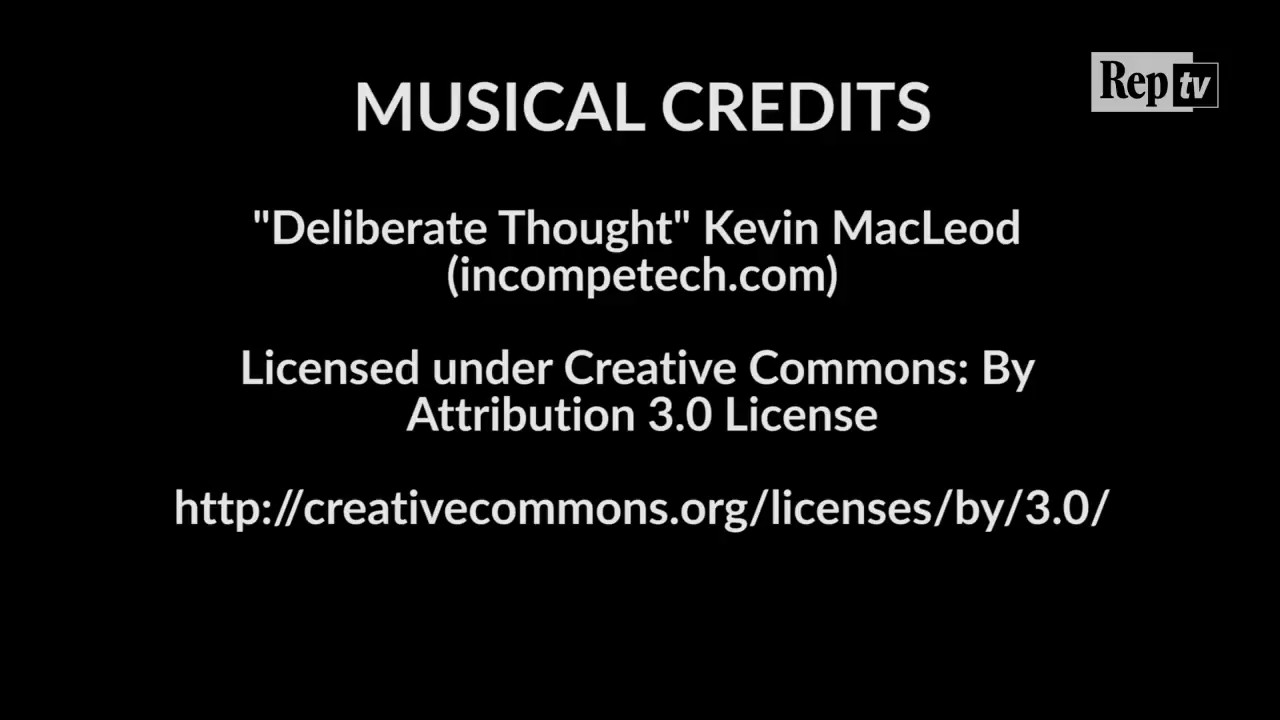 Rep tv
MUSICAL CREDITS
"Deliberate Thought" Kevin MacLeod
(incompetech.com)
Licensed under Creative Commons: By
Attribution 3.0 License
http://creativecommons.org/licenses/by/3.0/